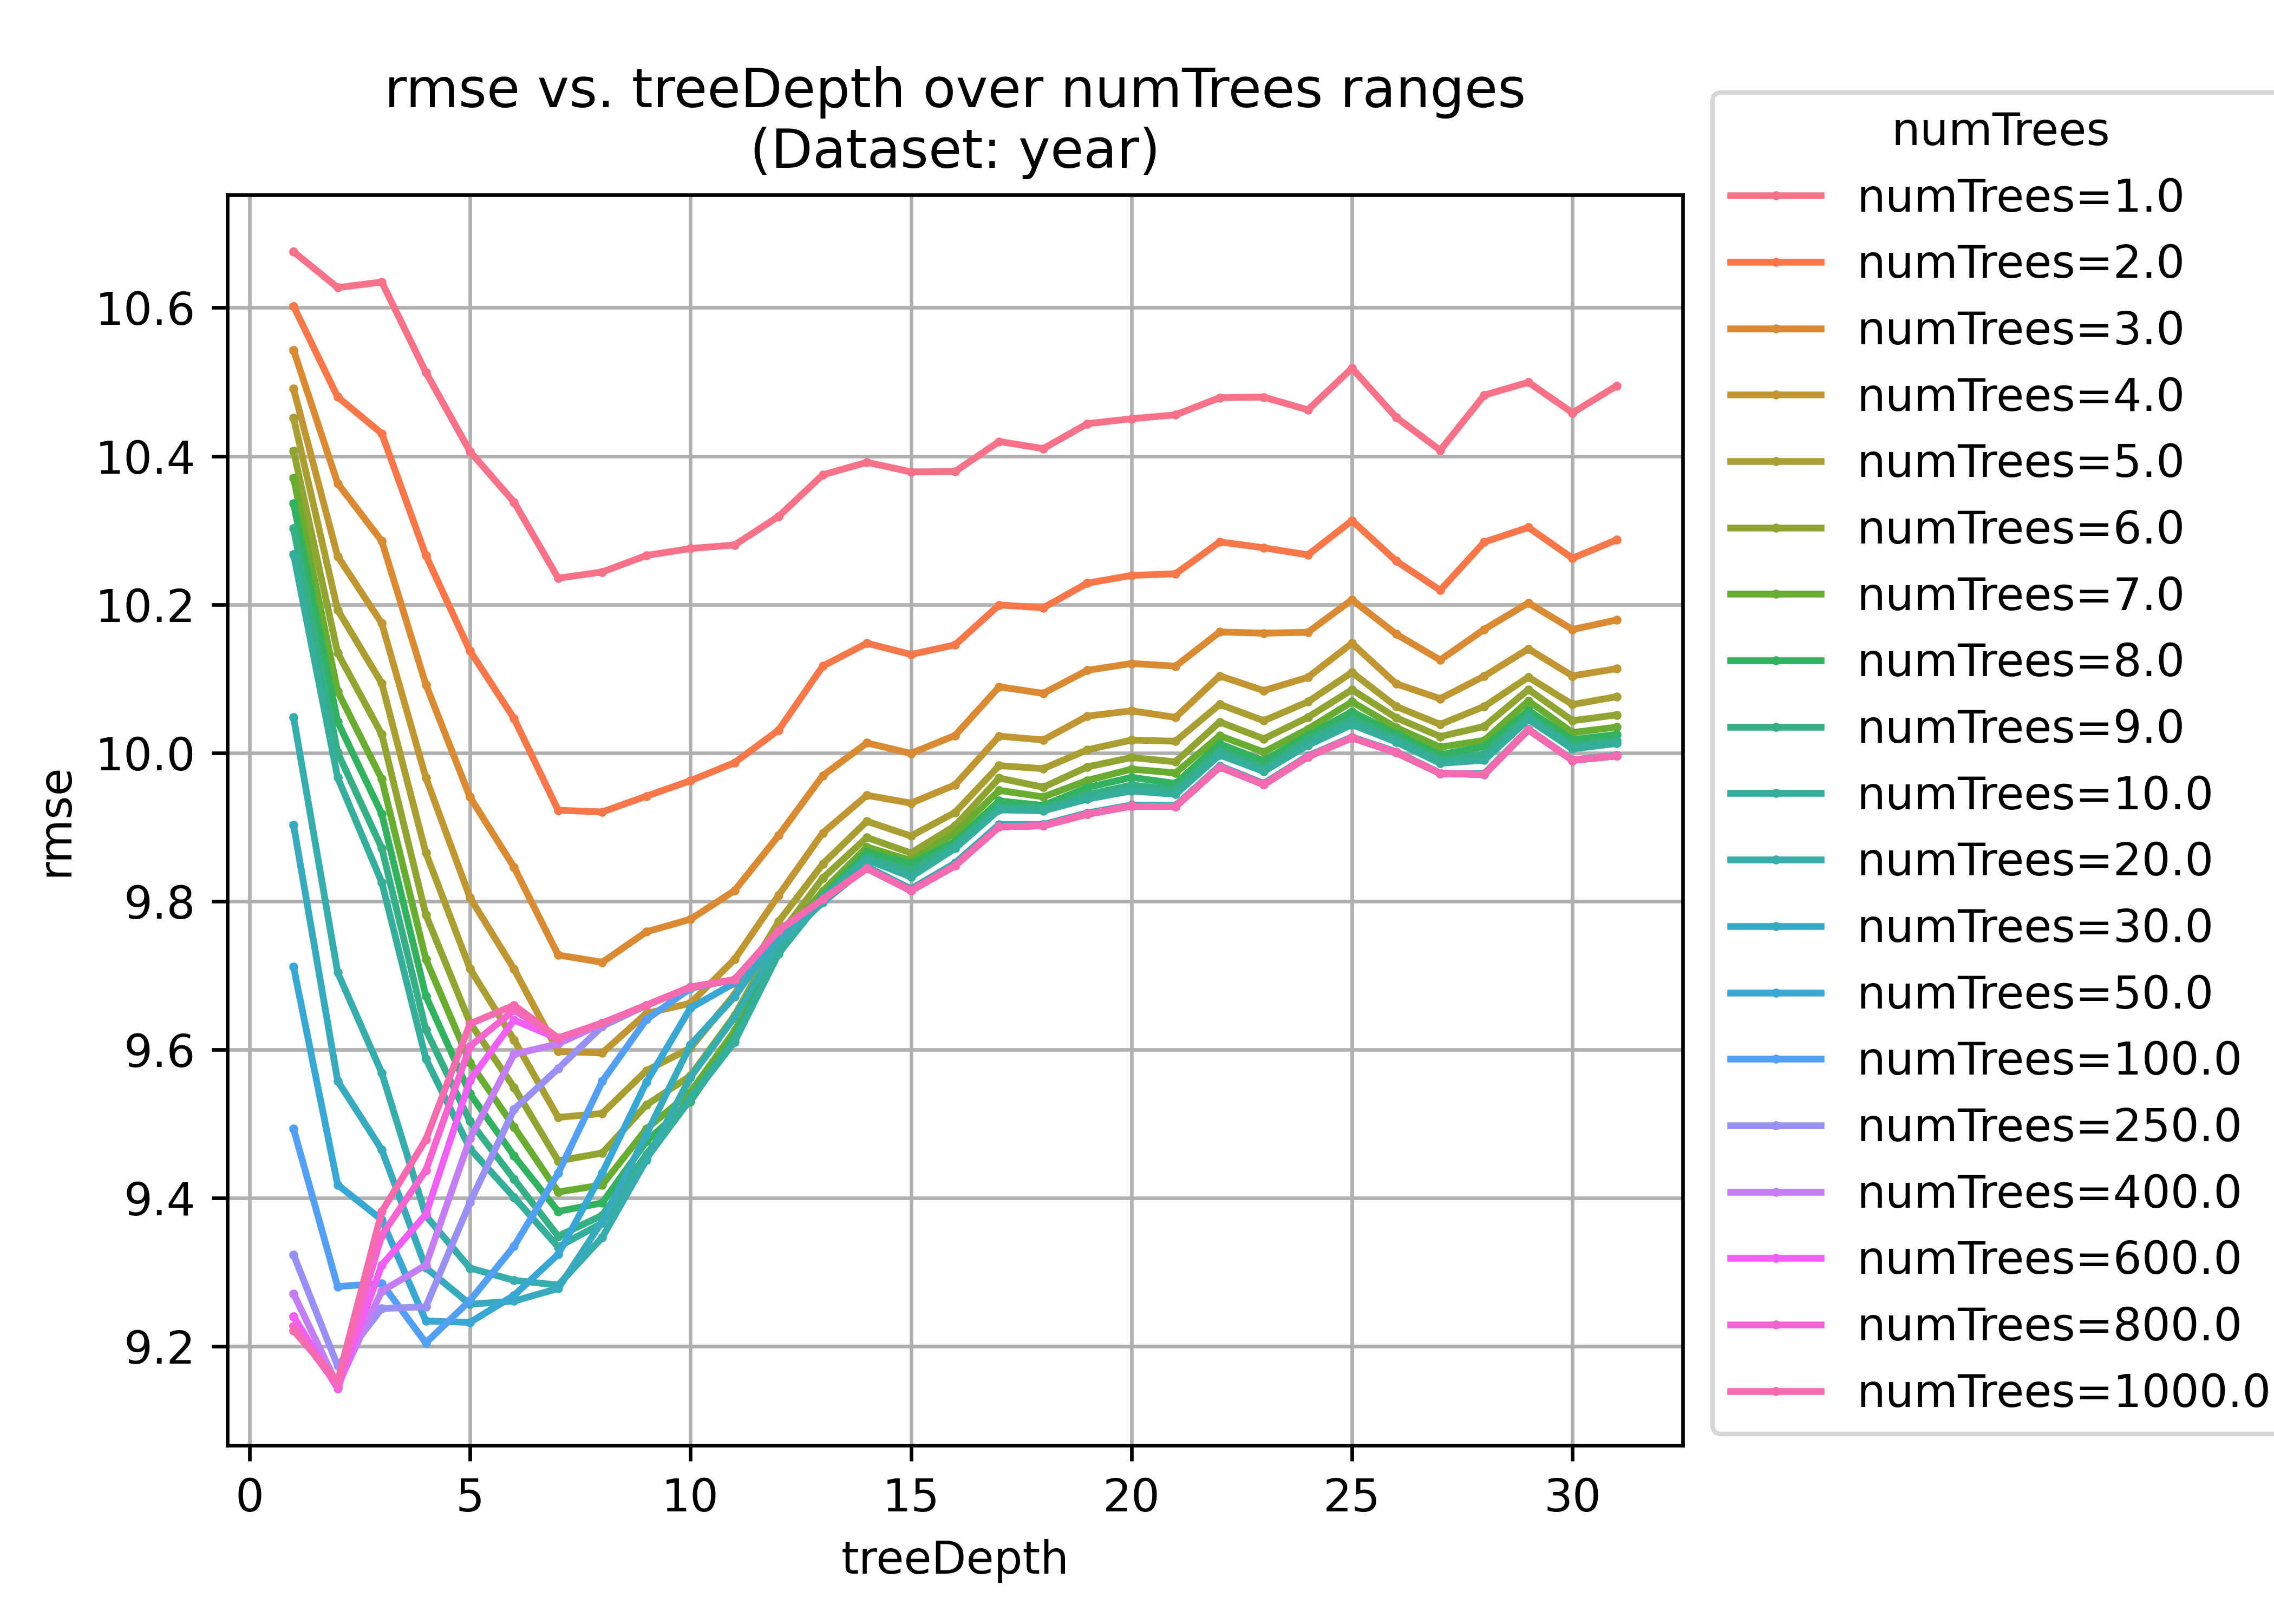 rmse vs. treeDepth over numTrees ranges
(Dataset: year)
rmse
10.6
10.4
10.2
10.0
9.8
9.6
9.4
9.2
0 5 10 15 20 25 30
treeDepth
numTrees
numTrees=1.0
numTrees=2.0
numTrees=3.0
numTrees=4.0
numTrees=5.0
numTrees=6.0
numTrees=7.0
numTrees=8.0
numTrees=9.0
numTrees=10.0
numTrees=20.0
numTrees=30.0
numTrees=50.0
numTrees=100.0
numTrees=250.0
numTrees=400.0
numTrees=600.0
numTrees=800.0
numTrees=1000.0